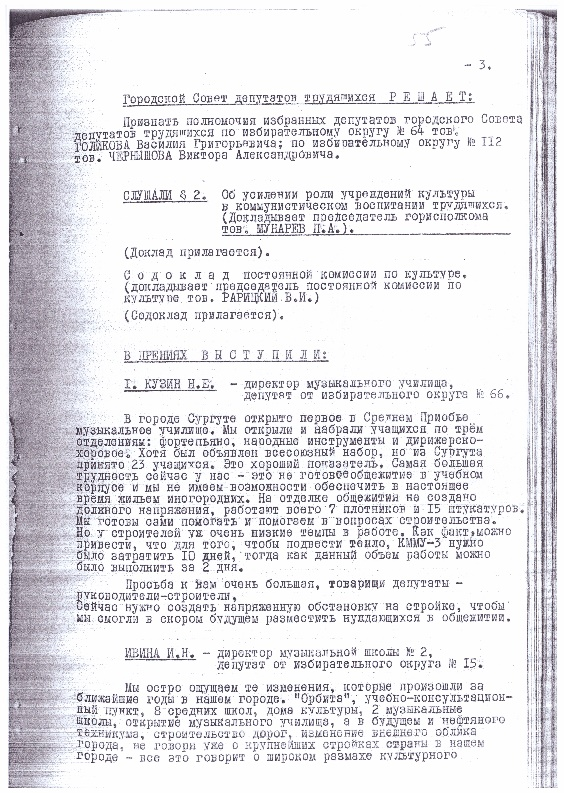 55
- 3.
Городской Совет депутатов трудящихся Р Е Ш А Е Т:
Признать полномочия избранных депутатов городского Совета
депутатов трудящихся по избирательному округу № 64 тов.
ГОЛИКОВА Василия Григорьевича; по избирательному округу № 112
тов. ЧЕРНЫШОВА Виктора Александровича.
СЛУШАЛИ § 2. Об усилении роли учреждений культуры
в коммунистическом воспитании трудящихся.
(Докладывает председатель горисполкома
тов. МУНАРЕВ П.А.).
(Доклад прилагается).
С о д о к л а д постоянной комиссии по культуре.
(докладывает председатель постоянной комиссии по
культуре тов. РАРИЦКИЙ В.И.)
(Содоклад прилагается).
В ПРЕНИЯХ В Ы С Т У П И Л И:
I. КУЗИН Н.Е. - директор музыкального училища,
депутат от избирательного округа № 66.
В городе Сургуте открыто первое в Среднем Приобье
музыкальное училище. Мы открыли и набрали учащихся по трём
отделениям: фортепьяно, народные инструменты и дирижерско-
хоровое. Хотя был объявлен всесоюзный набор, но из Сургута
принято 23 учащихся. Это хороший показатель. Самая большая
трудность сейчас у нас - это не готово общежитие в учебном
корпусе и мы не имеем возможности обеспечить в настоящее
время жильем иногородних. На отделке общежития не создано
должного напряжения, работают всего 7 плотников и 15 штукатуров.
Мы готовы сами помогать и помогаем в вопросах строительства.
Но у строителей уж очень низкие темпы в работе. Как факт,можно
привести, что для того, чтобы подвести тепло, КММУ-3 нужно
было затратить 10 дней, тогда как данный объем работы можно
было выполнить за 2 дня.
Просьба к Вам очень большая, товарищи депутаты -
руководители-строители,
Сейчас нужно создать напряженную обстановку на стройке, чтобы
мы смогли в скором будущем разместить нуждающихся в общежитии.
ИВИНА И.Н. - директор музыкальной школы № 2,
депутат от избирательного округа № 15.
Мы остро ощущаем те изменения, которые произошли за
ближайшие годы в нашем городе. "Орбита", учебно-консультацион-
ный пункт, 8 средних школ, дома культуры, 2 музыкальные
школы, открытие музыкального училища, а в будущем и нефтяного
техникума, строительство дорог, изменение внешнего облика
города, не говоря уже о крупнейших стройках страны в нашем
городе - все это говорит о широком размахе культурного